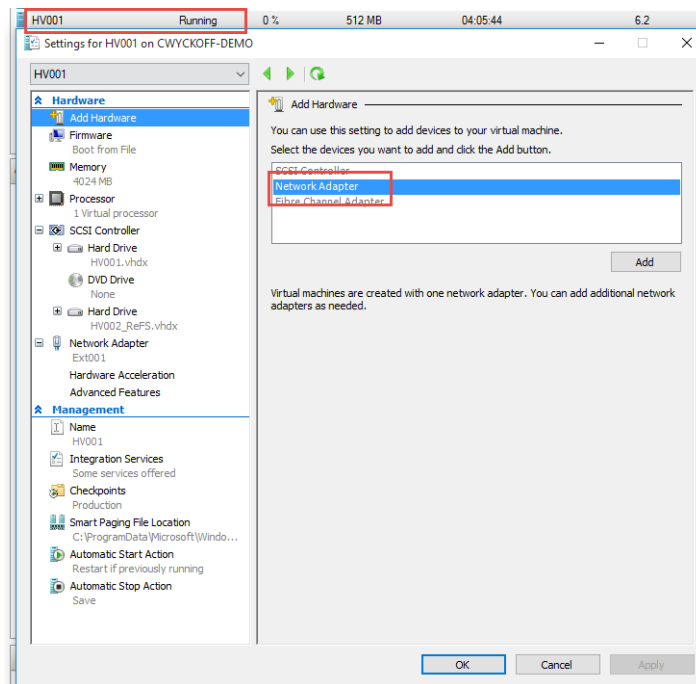 HV001 Running 0 % 512 MB 04:05:44 6.2
Settings for HV001 on CWYCKOFF-DEMO
HV001
Hardware
Add Hardware
Firmware
Boot from File
Memory
4024 MB
Processor
1 Virtual processor
SCSI Controller
Hard Drive
HV001.vhdx
DVD Drive
None
Hard Drive
HV002_ReFS.vhdx
Network Adapter
Ext001
Hardware Acceleration
Advanced Features
Management
Name
HV001
Integration Services
Some services offered
Checkpoints
Production
Smart Paging File Location
C:\ProgramData\Microsoft\Windo...
Automatic Start Action
Restart if previously running
Automatic Stop Action
Save
Add Hardware
You can use this setting to add devices to your virtual machine.
Select the devices you want to add and click the Add button.
SCSI Controller
Network Adapter
Fibre Channel Adapter
Add
Virtual machines are created with one network adapter. You can add additional network
adapters as needed.
OK Cancel Apply